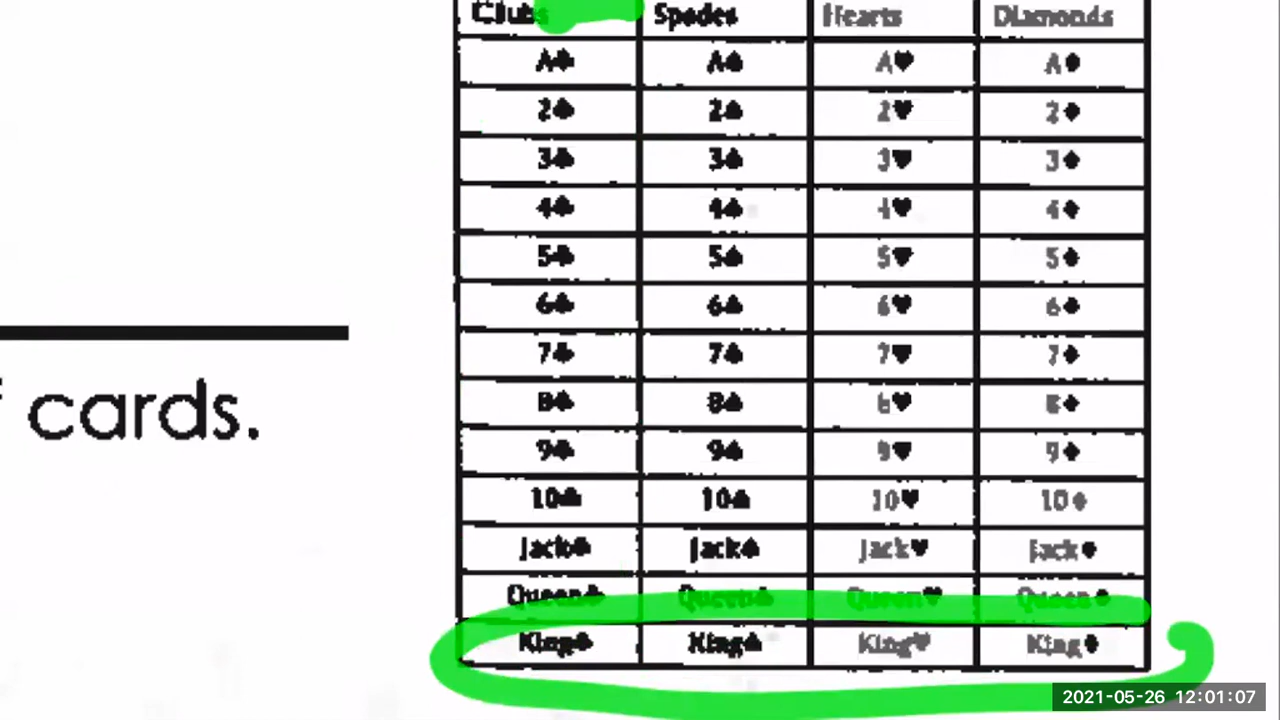 Clubs Spades Hearts Diamonds
A♣ A♠ A♥ A♦
2♣ 2♠ 2♥ 2♦
3♣ 3♠ 3♥ 3♦
4♣ 4♠ 4♥ 4♦
5♣ 5♠ 5♥ 5♦
6♣ 6♠ 6♥ 6♦
7♣ 7♠ 7♥ 7♦
cards.
8♣ 8♠ 8♥ 8♦
9♣ 9♠ 9♥ 9♦
10♣ 10♠ 10♥ 10♦
Jack♣ Jack♠ Jack♥ Jack♦
Queen♣ Queen♠ Queen♥ Queen♦
King♣ King♠ King♥ King♦
2021-05-26 12:01:07